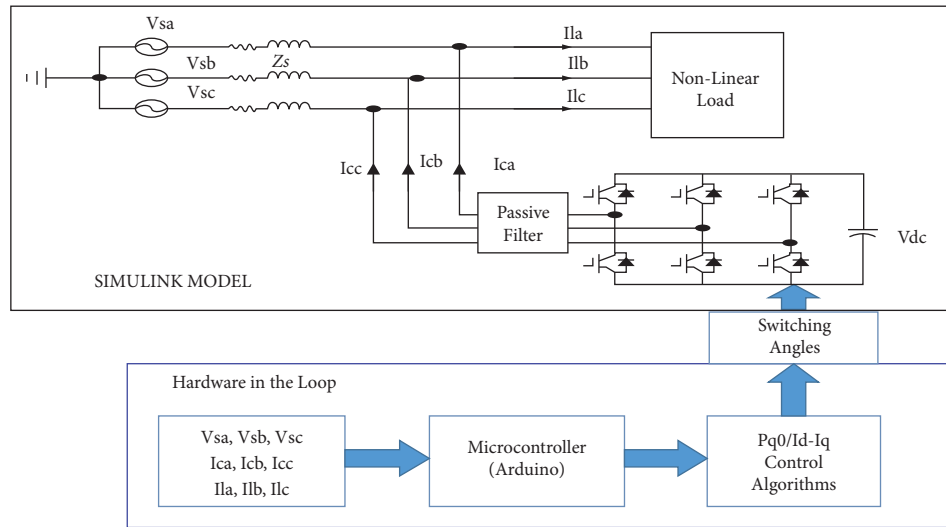 Vsa
Vsb
Vsc
Zs
Ila
Ilb
Ilc
Non-Linear
Load
Icc
Icb
Ica
Passive
Filter
Vdc
SIMULINK MODEL
Switching
Angles
Hardware in the Loop
Vsa, Vsb, Vsc
Ica, Icb, Icc
Ila, Ilb, Ilc
Microcontroller
(Arduino)
Pq0/Id-Iq
Control
Algorithms